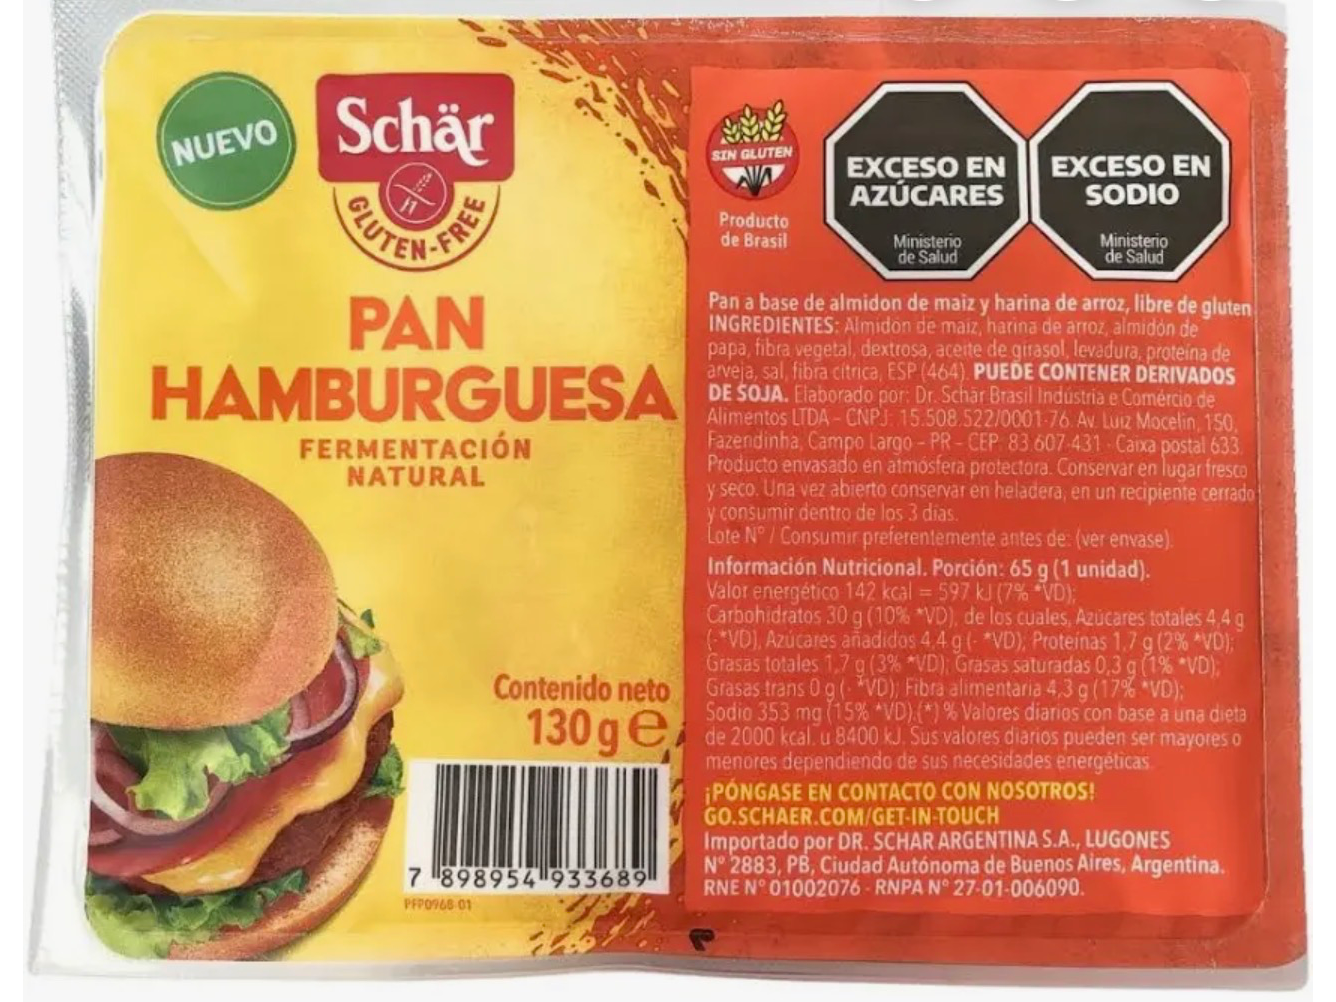 NUEVO
Schär
GLUTEN-FREE
PAN
HAMBURGUESA
FERMENTACIÓN
NATURAL
Contenido neto
130 g ℮
7 898954 933689
PFP0968-01
SIN GLUTEN
Producto
de Brasil
EXCESO EN
AZÚCARES
Ministerio
de Salud
EXCESO EN
SODIO
Ministerio
de Salud
Pan a base de almidon de maiz y harina de arroz, libre de gluten
INGREDIENTES: Almidón de maíz, harina de arroz, almidón de
papa, fibra vegetal, dextrosa, aceite de girasol, levadura, proteína de
arveja, sal, fibra cítrica, ESP (464). PUEDE CONTENER DERIVADOS
DE SOJA. Elaborado por: Dr. Schär Brasil Indústria e Comércio de
Alimentos LTDA - CNPJ: 15.508.522/0001-76. Av. Luiz Mocelin, 150,
Fazendinha, Campo Largo - PR - CEP: 83.607-431 - Caixa postal 633.
Producto envasado en atmósfera protectora. Conservar en lugar fresco
y seco. Una vez abierto conservar en heladera, en un recipiente cerrado
y consumir dentro de los 3 días.
Lote N° / Consumir preferentemente antes de: (ver envase).
Información Nutricional. Porción: 65 g (1 unidad).
Valor energético 142 kcal = 597 kJ (7% *VD);
Carbohidratos 30 g (10% *VD), de los cuales, Azúcares totales 4,4 g
(-*VD), Azúcares añadidos 4,4 g (- *VD); Proteínas 1,7 g (2% *VD);
Grasas totales 1,7 g (3% *VD); Grasas saturadas 0,3 g (1% *VD);
Grasas trans 0 g (- *VD); Fibra alimentaria 4,3 g (17% *VD);
Sodio 353 mg (15% *VD).(*) % Valores diarios con base a una dieta
de 2000 kcal. u 8400 kJ. Sus valores diarios pueden ser mayores o
menores dependiendo de sus necesidades energéticas.
¡PÓNGASE EN CONTACTO CON NOSOTROS!
GO.SCHAER.COM/GET-IN-TOUCH
Importado por DR. SCHAR ARGENTINA S.A., LUGONES
N° 2883, PB, Ciudad Autónoma de Buenos Aires, Argentina.
RNE N° 01002076 - RNPA N° 27-01-006090.